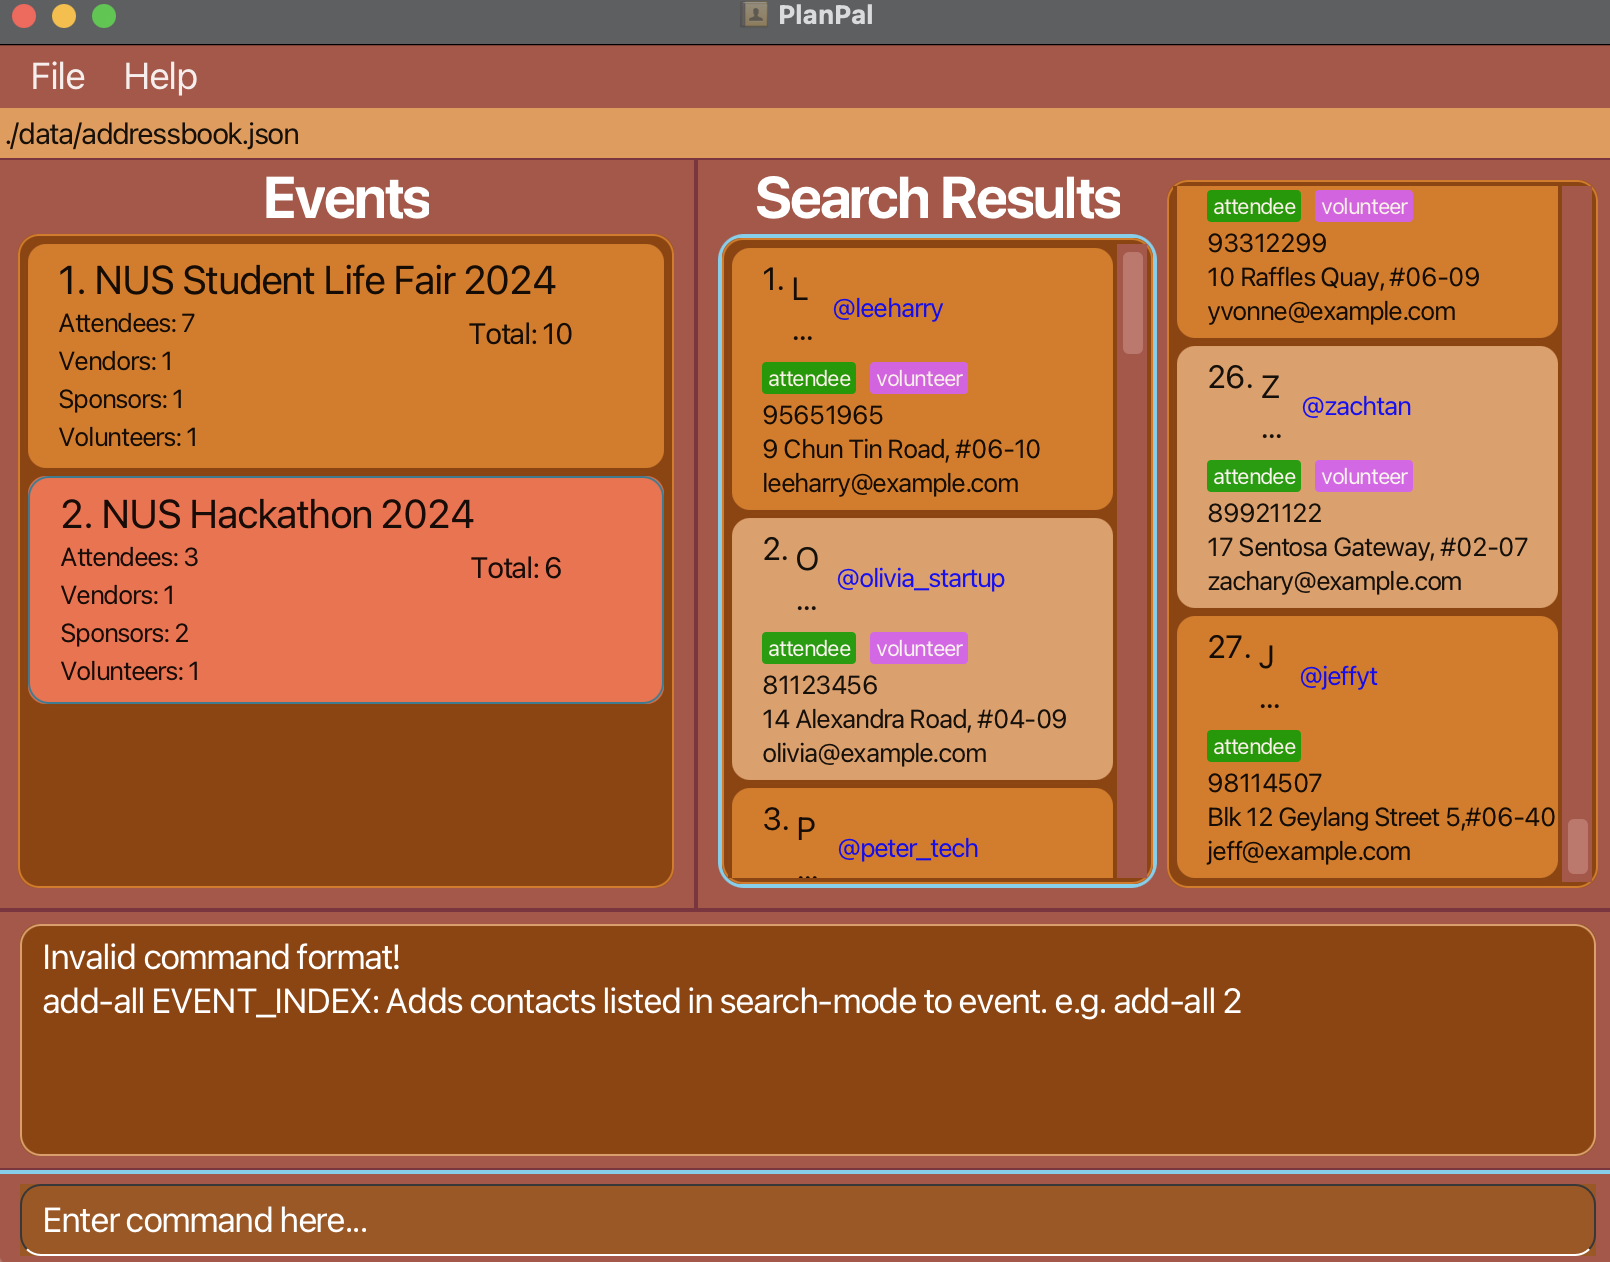 PlanPal
File Help
./data/addressbook.json
Events
1. NUS Student Life Fair 2024
Attendees: 7
Total: 10
Vendors: 1
Sponsors: 1
Volunteers: 1
2. NUS Hackathon 2024
Attendees: 3
Total: 6
Vendors: 1
Sponsors: 2
Volunteers: 1
Search Results
1. L
...
@leeharry
attendee volunteer
95651965
9 Chun Tin Road, #06-10
leeharry@example.com
2. O
...
@olivia_startup
attendee volunteer
81123456
14 Alexandra Road, #04-09
olivia@example.com
3. P
...
@peter_tech
attendee volunteer
93312299
10 Raffles Quay, #06-09
yvonne@example.com
26. Z
...
@zachtan
attendee volunteer
89921122
17 Sentosa Gateway, #02-07
zachary@example.com
27. J
...
@jeffyt
attendee
98114507
Blk 12 Geylang Street 5,#06-40
jeff@example.com
Invalid command format!
add-all EVENT_INDEX: Adds contacts listed in search-mode to event. e.g. add-all 2
Enter command here...